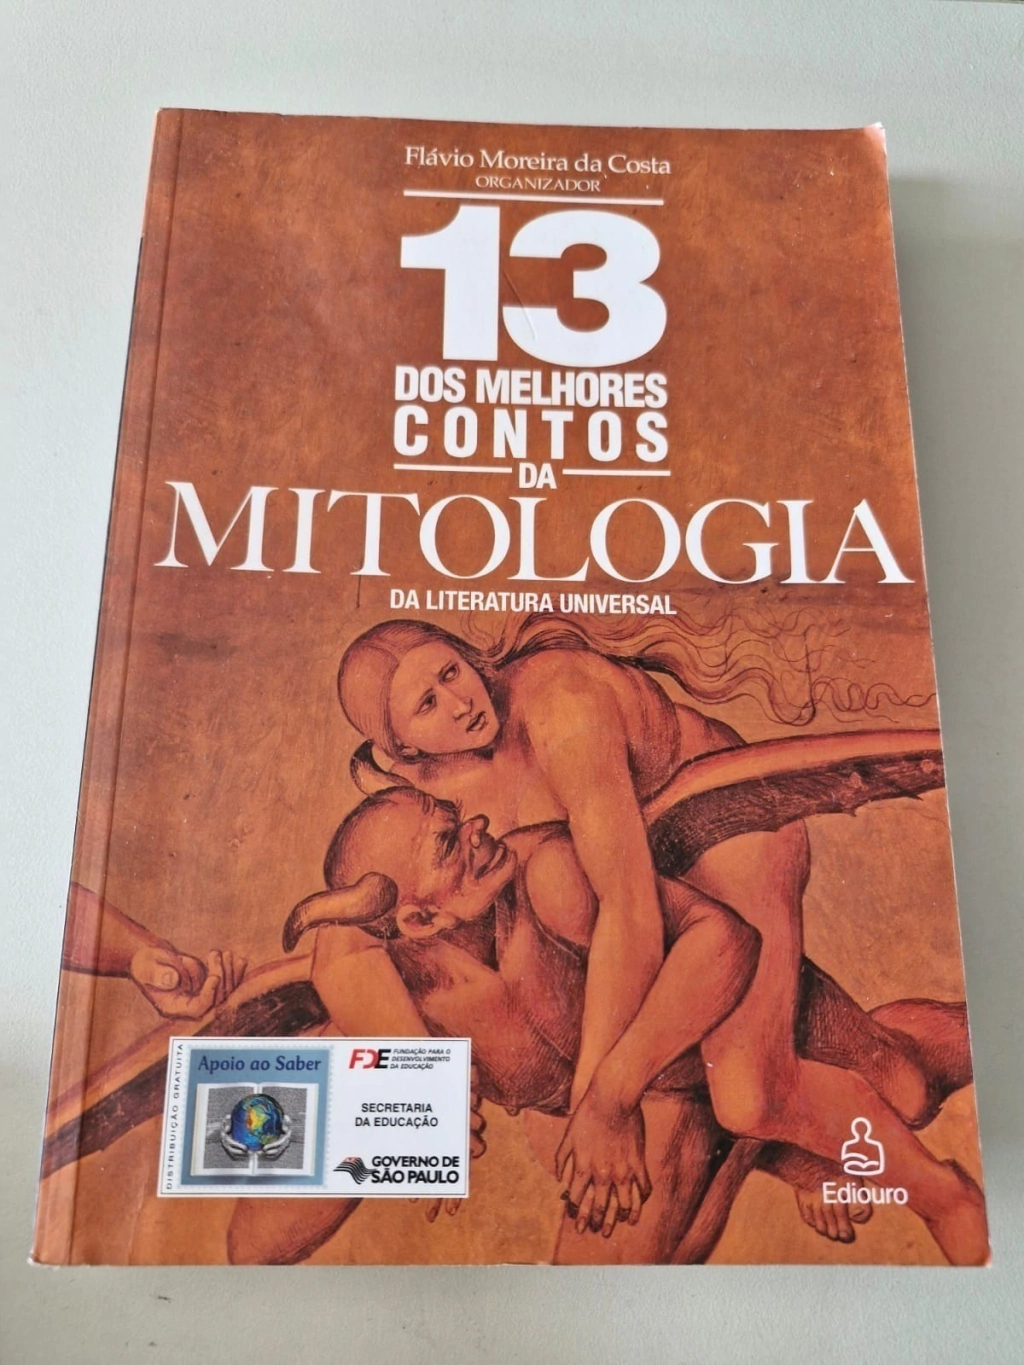 Flávio Moreira da Costa
ORGANIZADOR
13
DOS MELHORES
CONTOS
DA
MITOLOGIA
DA LITERATURA UNIVERSAL
DISTRIBUIÇÃO GRATUITA
Apoio ao Saber
FDE FUNDAÇÃO PARA O
DESENVOLVIMENTO
DA EDUCAÇÃO
SECRETARIA
DA EDUCAÇÃO
GOVERNO DE
SÃO PAULO
Ediouro